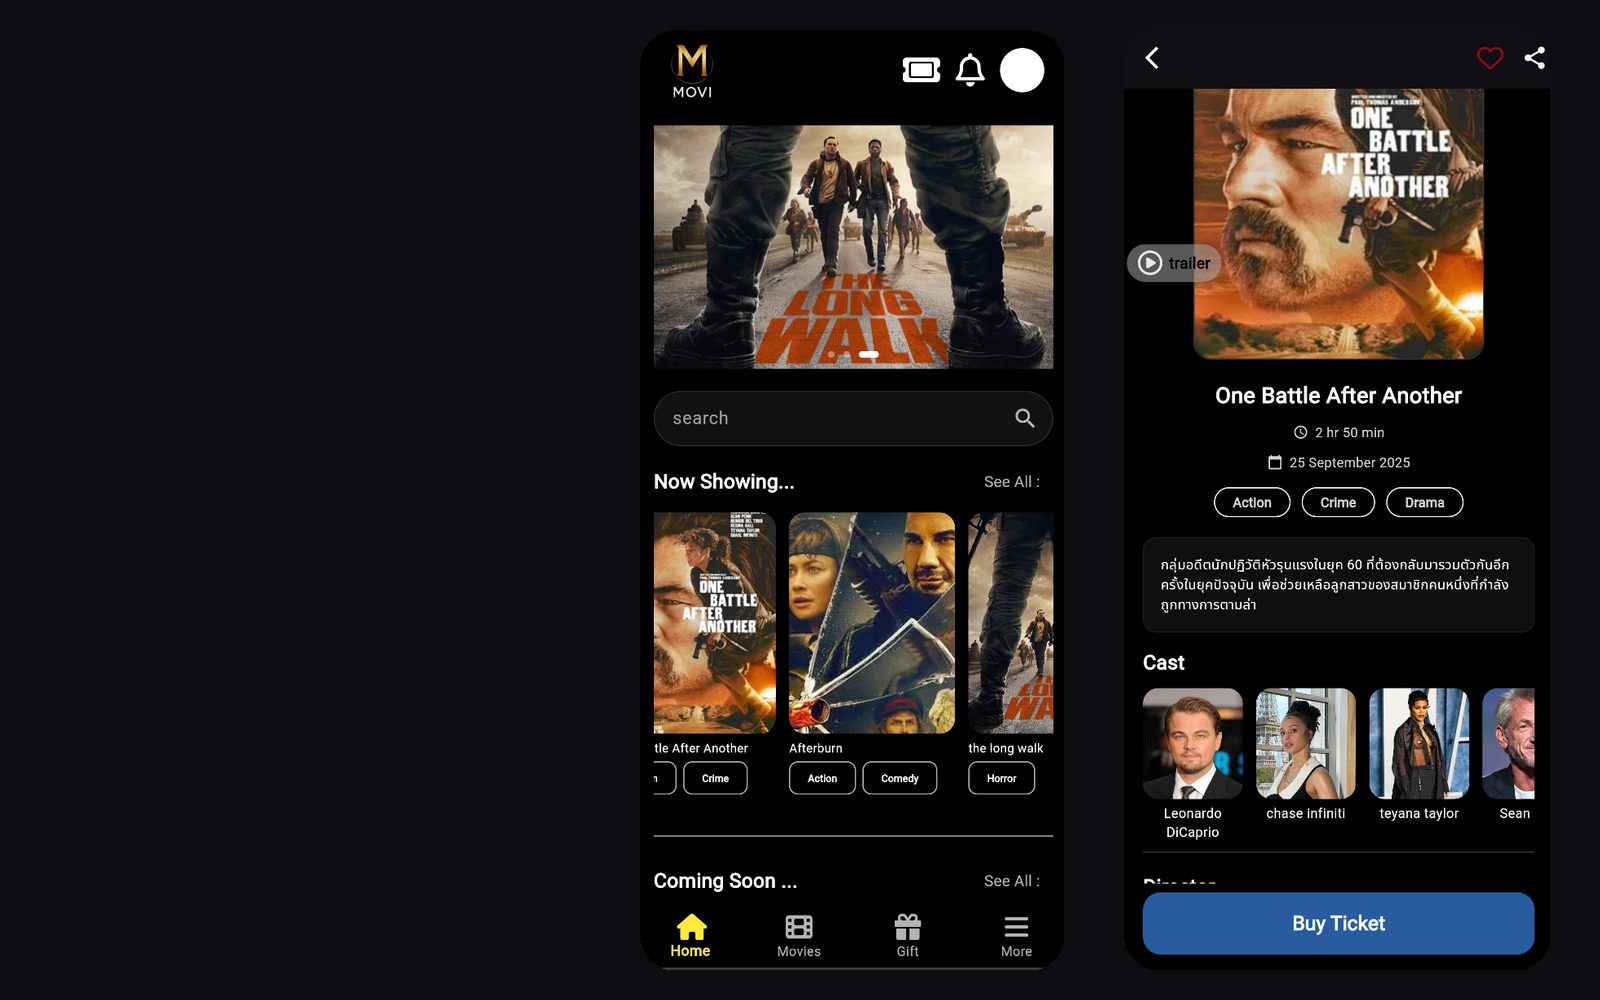 M
MOVI
THE
LONG
WALK
search
Now Showing...
See All :
ONE
BATTLE
AFTER
ANOTHER
tle After Another
Crime
Afterburn
Action
Comedy
the long walk
Horror
Coming Soon ...
See All :
Home
Movies
Gift
More
PAUL THOMAS ANDERSON
ONE
BATTLE
AFTER
ANOTHER
trailer
One Battle After Another
2 hr 50 min
25 September 2025
Action
Crime
Drama
กลุ่มอดีตนักปฏิวัติหัวรุนแรงในยุค 60 ที่ต้องกลับมารวมตัวกันอีก
ครั้งในยุคปัจจุบัน เพื่อช่วยเหลือลูกสาวของสมาชิกคนหนึ่งที่กำลัง
ถูกทางการตามล่า
Cast
Leonardo
DiCaprio
chase infiniti
teyana taylor
Sean
Buy Ticket